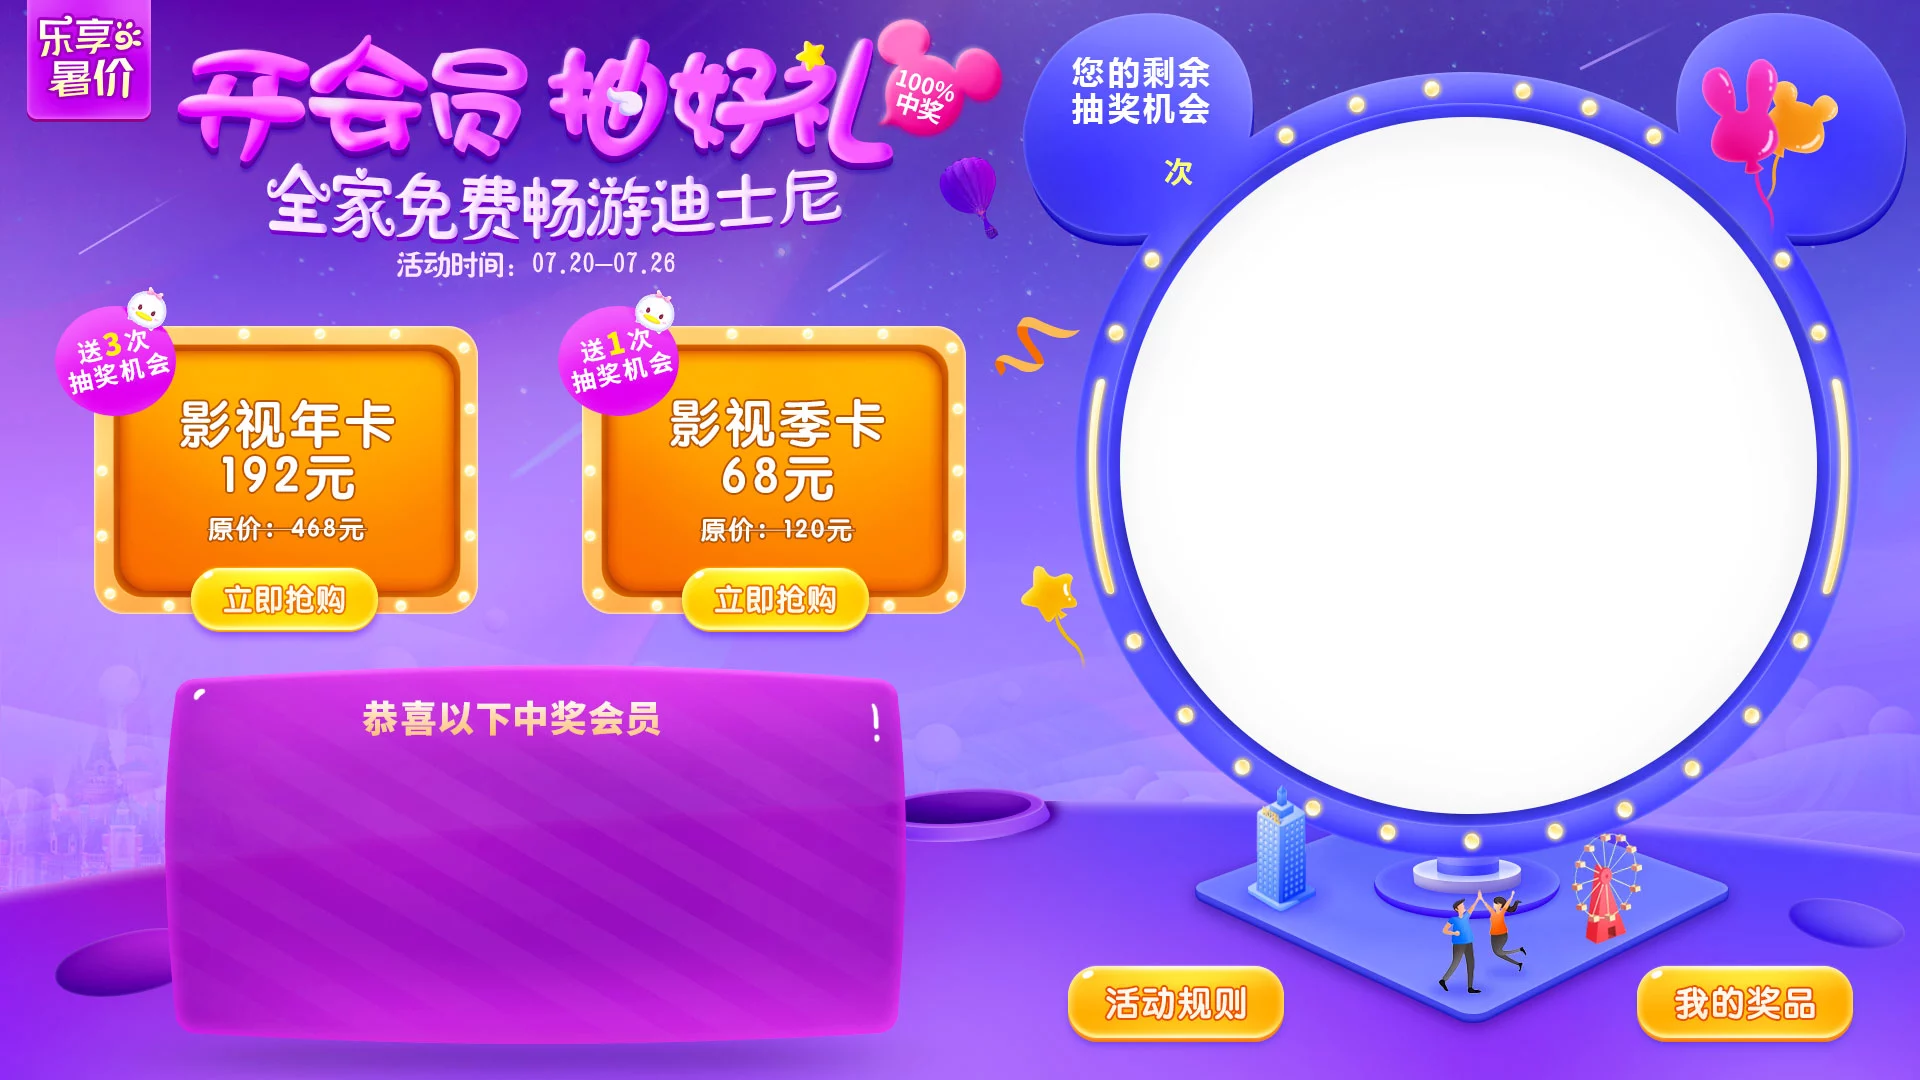 乐享
暑价
开会员 抽好礼
100%
中奖
全家免费畅游迪士尼
活动时间：07.20—07.26
送3次
抽奖机会
影视年卡
192元
原价：468元
立即抢购
送1次
抽奖机会
影视季卡
68元
原价：120元
立即抢购
恭喜以下中奖会员
您的剩余
抽奖机会
次
活动规则
我的奖品